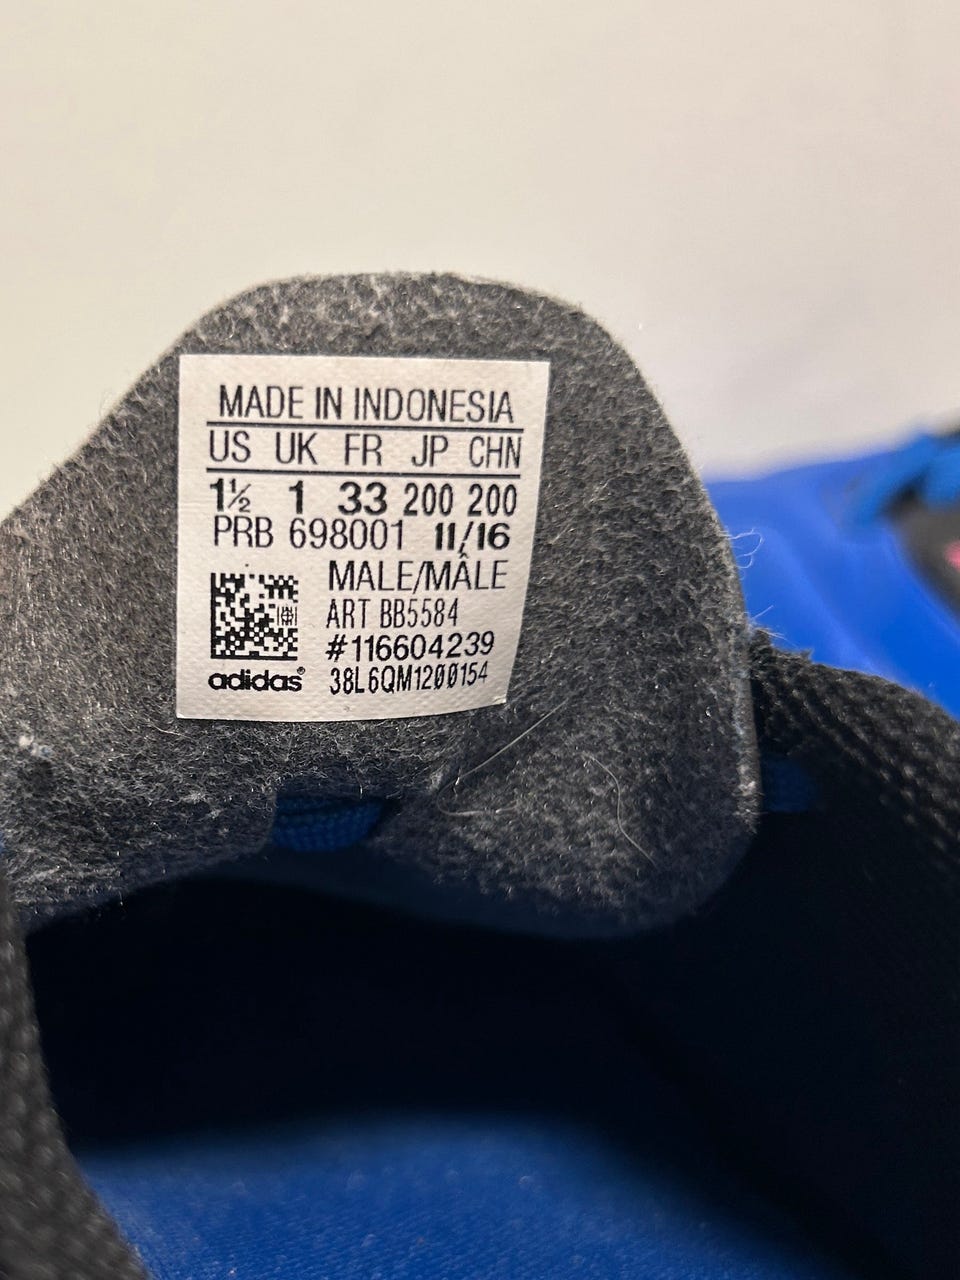 MADE IN INDONESIA
US UK FR JP CHN
1½ 1 33 200 200
PRB 698001 11/16
MALE/MÂLE
ART BB5584
#116604239
adidas® 38L6QM1200154